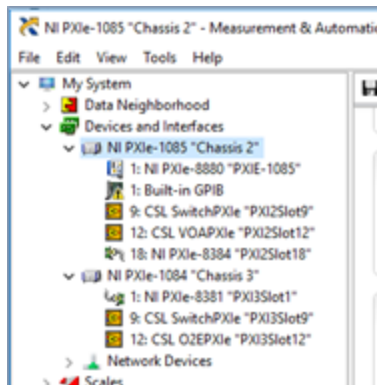 NI PXIe-1085 "Chassis 2" - Measurement & Automatic
File Edit View Tools Help
My System
Data Neighborhood
Devices and Interfaces
NI PXIe-1085 "Chassis 2"
1: NI PXIe-8880 "PXIE-1085"
1: Built-in GPIB
9: CSL SwitchPXIe "PXI2Slot9"
12: CSL VOAPXIe "PXI2Slot12"
18: NI PXIe-8384 "PXI2Slot18"
NI PXIe-1084 "Chassis 3"
1: NI PXIe-8381 "PXI3Slot1"
9: CSL SwitchPXIe "PXI3Slot9"
12: CSL O2EPXIe "PXI3Slot12"
Network Devices
Scales